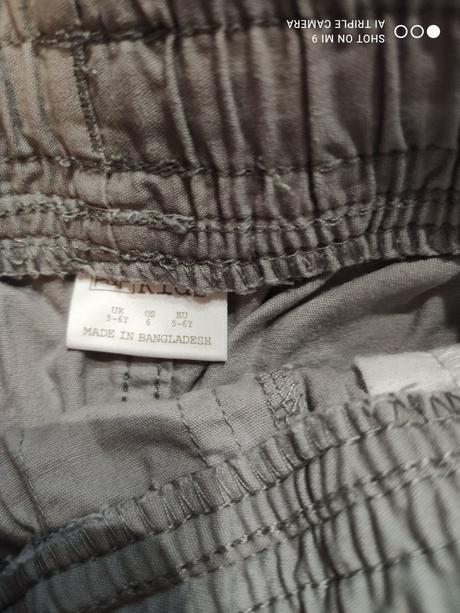 SHOT ON MI 9
AI TRIPLE CAMERA
UK US EU
5-6Y 6 5-6Y
MADE IN BANGLADESH